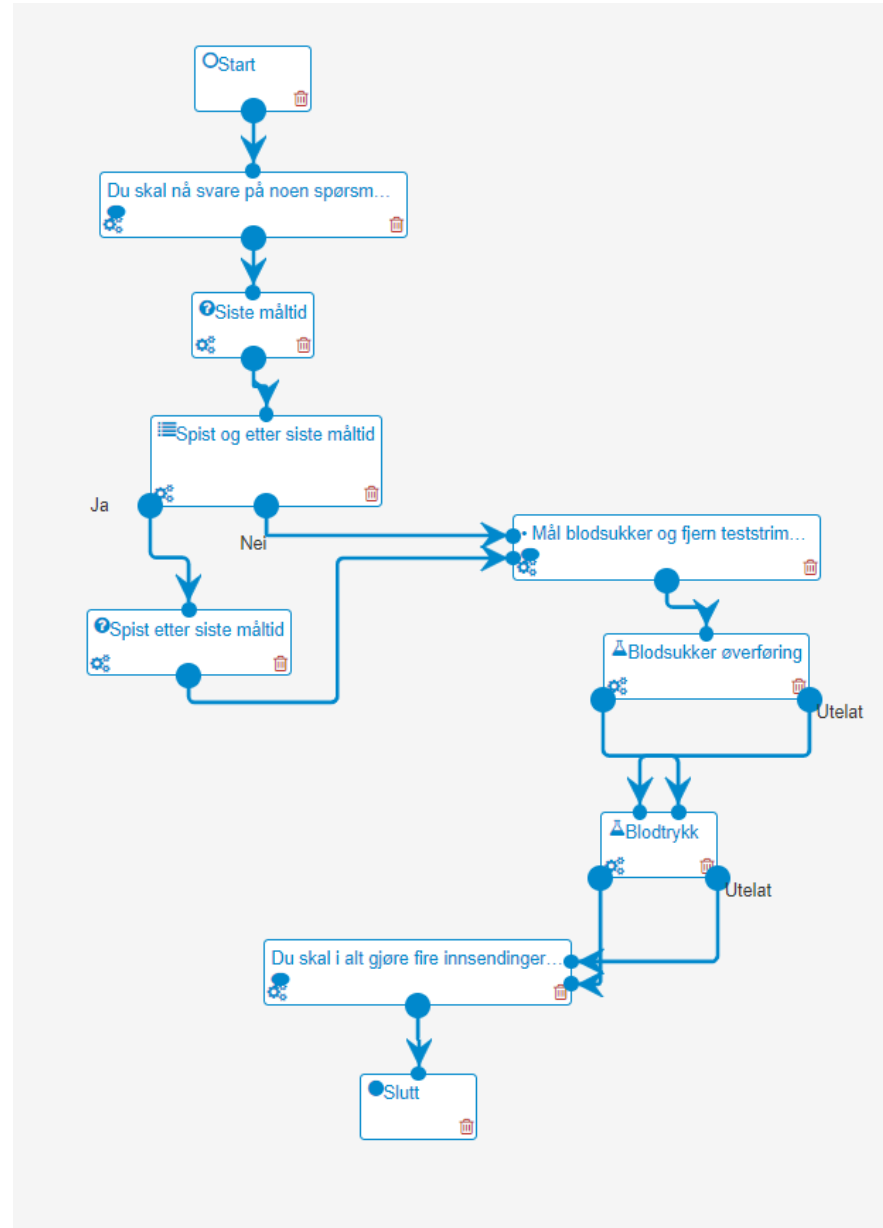 Start
Du skal nå svare på noen spørsm...
Siste måltid
Spist og etter siste måltid
Ja
Nei
• Mål blodsukker og fjern teststrim...
Spist etter siste måltid
Blodsukker øverføring
Utelat
Blodtrykk
Utelat
Du skal i alt gjøre fire innsendinger...
Slutt